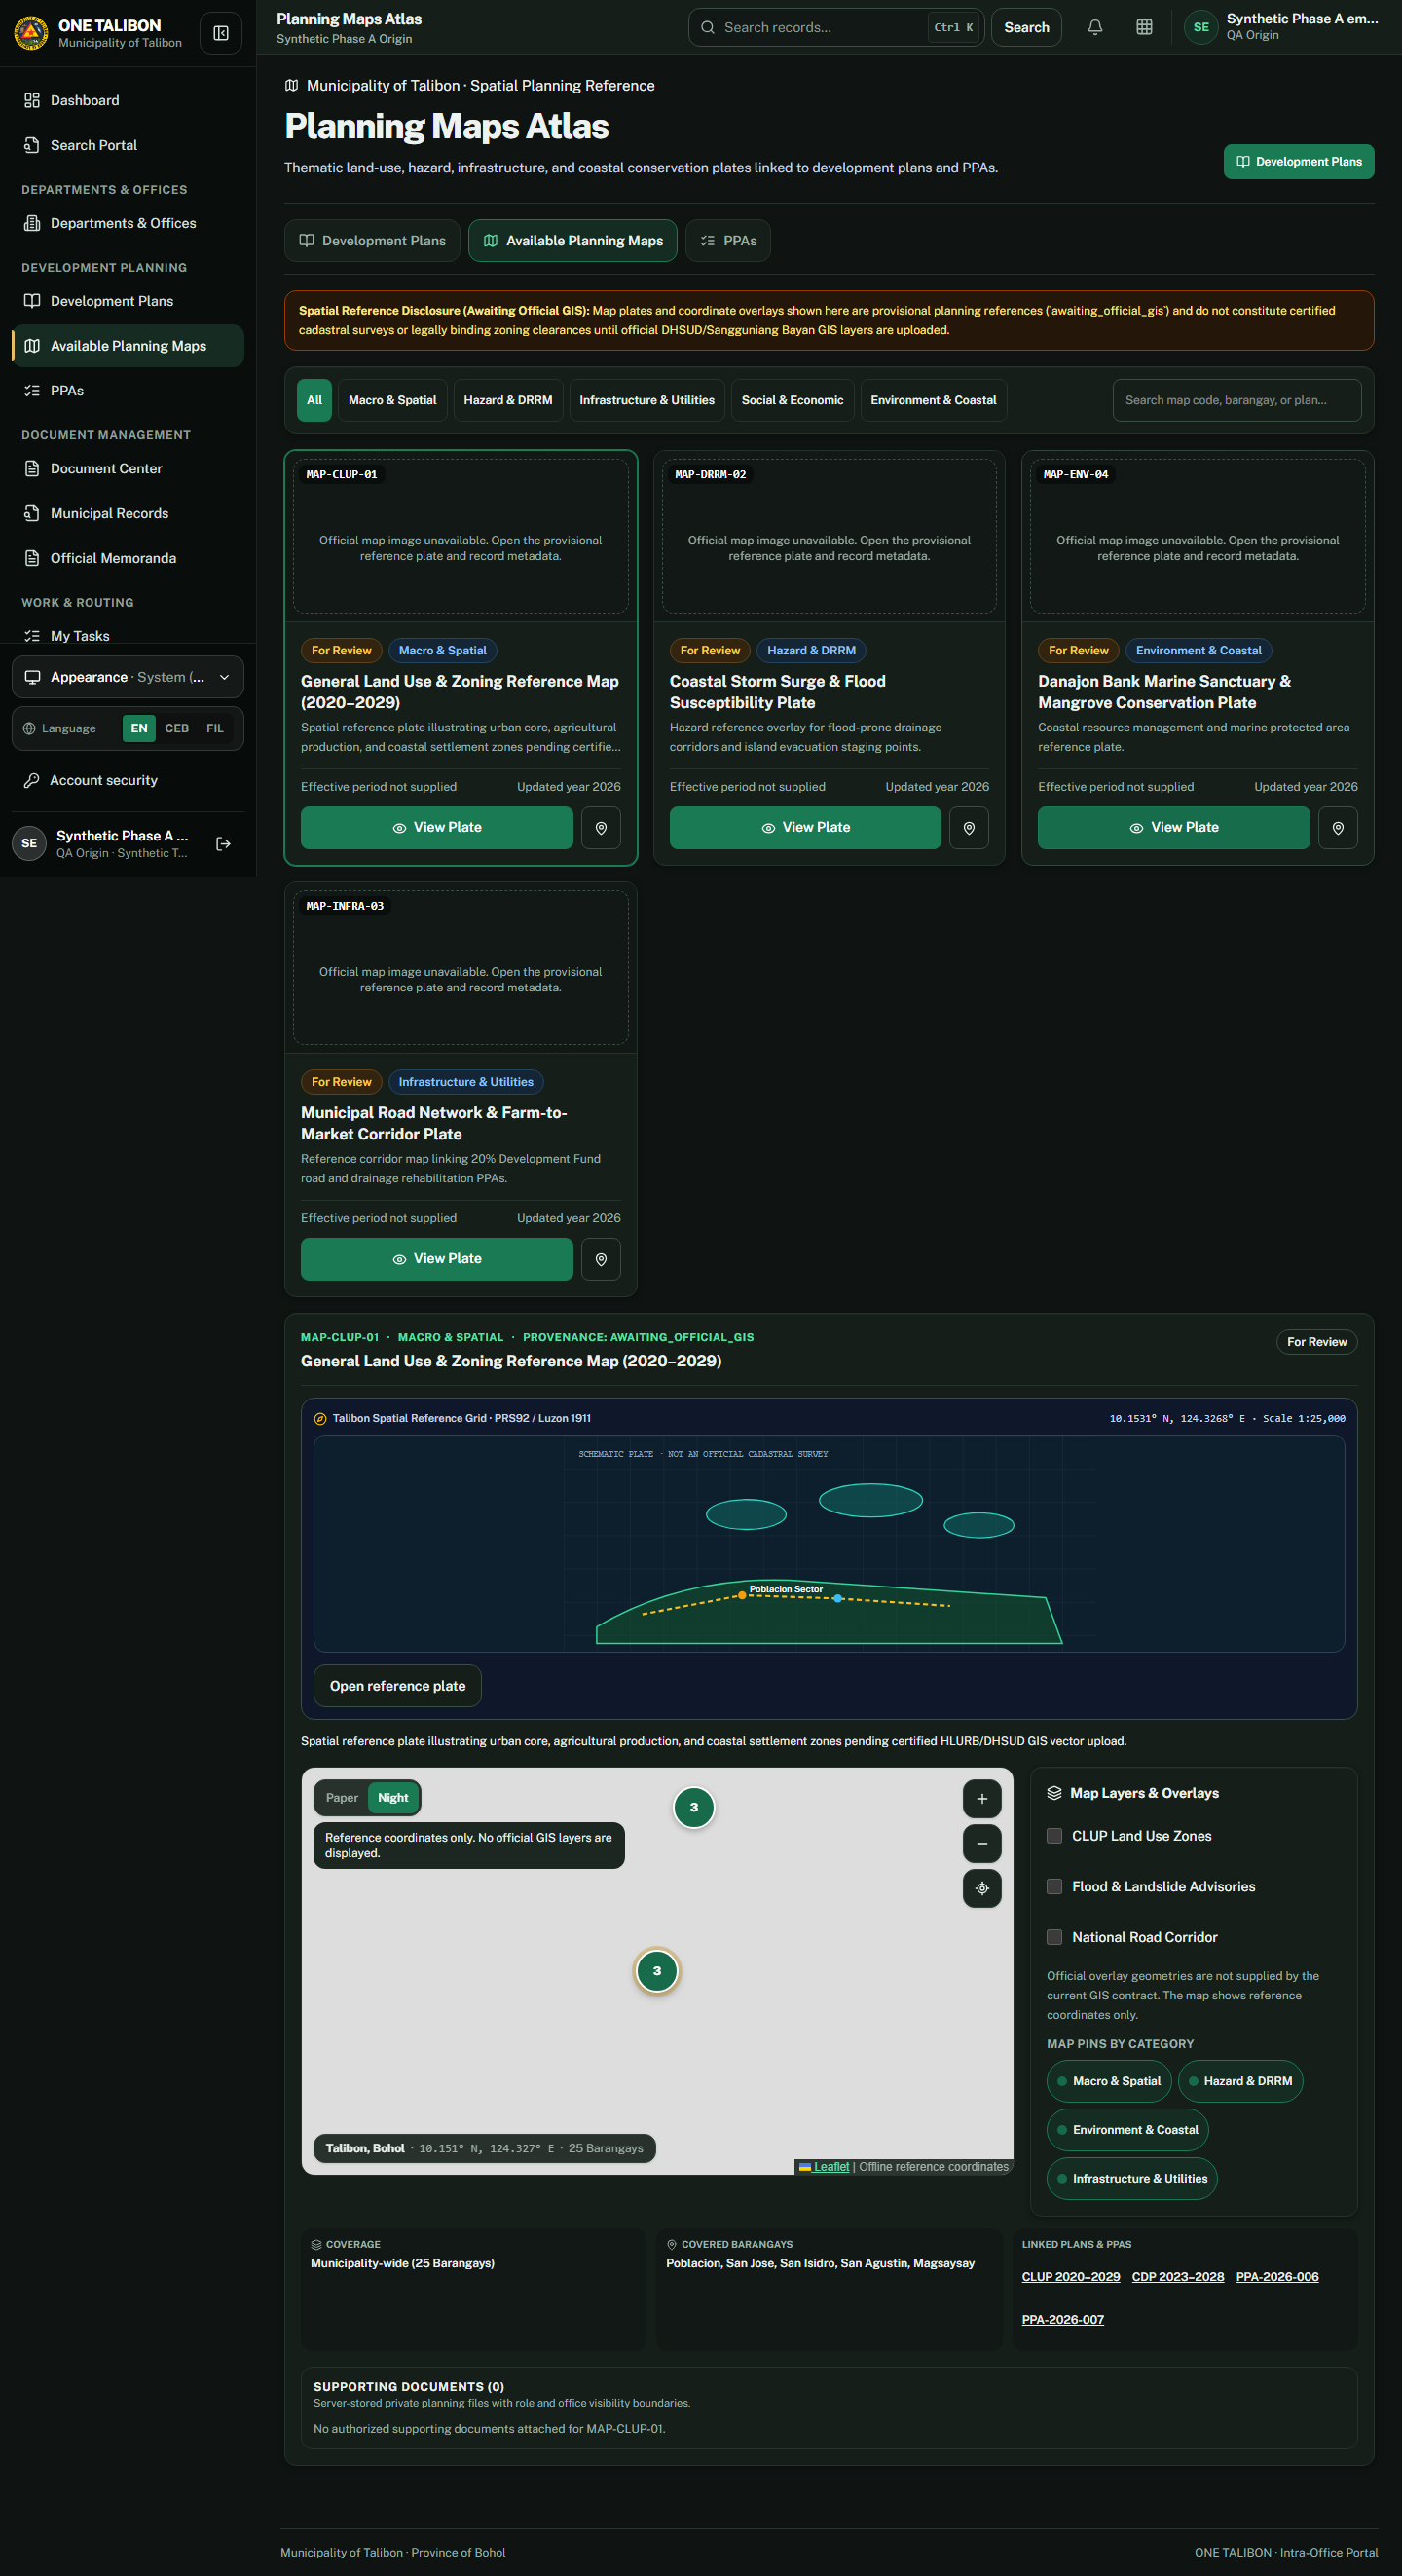 ONE TALIBON
Municipality of Talibon
Planning Maps Atlas
Synthetic Phase A Origin
Search records...
Ctrl K
Search
SE
Synthetic Phase A em...
QA Origin
Dashboard
Search Portal
DEPARTMENTS & OFFICES
Departments & Offices
DEVELOPMENT PLANNING
Development Plans
Available Planning Maps
PPAs
DOCUMENT MANAGEMENT
Document Center
Municipal Records
Official Memoranda
WORK & ROUTING
My Tasks
Appearance · System (...
Language
EN
CEB
FIL
Account security
SE
Synthetic Phase A ...
QA Origin · Synthetic T...
Municipality of Talibon · Spatial Planning Reference
Planning Maps Atlas
Thematic land-use, hazard, infrastructure, and coastal conservation plates linked to development plans and PPAs.
Development Plans
Development Plans
Available Planning Maps
PPAs
Spatial Reference Disclosure (Awaiting Official GIS): Map plates and coordinate overlays shown here are provisional planning references (`awaiting_official_gis`) and do not constitute certified
cadastral surveys or legally binding zoning clearances until official DHSUD/Sangguniang Bayan GIS layers are uploaded.
All
Macro & Spatial
Hazard & DRRM
Infrastructure & Utilities
Social & Economic
Environment & Coastal
Search map code, barangay, or plan...
MAP-CLUP-01
Official map image unavailable. Open the provisional
reference plate and record metadata.
For Review
Macro & Spatial
General Land Use & Zoning Reference Map
(2020–2029)
Spatial reference plate illustrating urban core, agricultural
production, and coastal settlement zones pending certifie...
Effective period not supplied
Updated year 2026
View Plate
MAP-DRRM-02
Official map image unavailable. Open the provisional
reference plate and record metadata.
For Review
Hazard & DRRM
Coastal Storm Surge & Flood
Susceptibility Plate
Hazard reference overlay for flood-prone drainage
corridors and island evacuation staging points.
Effective period not supplied
Updated year 2026
View Plate
MAP-ENV-04
Official map image unavailable. Open the provisional
reference plate and record metadata.
For Review
Environment & Coastal
Danajon Bank Marine Sanctuary &
Mangrove Conservation Plate
Coastal resource management and marine protected area
reference plate.
Effective period not supplied
Updated year 2026
View Plate
MAP-INFRA-03
Official map image unavailable. Open the provisional
reference plate and record metadata.
For Review
Infrastructure & Utilities
Municipal Road Network & Farm-to-
Market Corridor Plate
Reference corridor map linking 20% Development Fund
road and drainage rehabilitation PPAs.
Effective period not supplied
Updated year 2026
View Plate
MAP-CLUP-01 · MACRO & SPATIAL · PROVENANCE: AWAITING_OFFICIAL_GIS
General Land Use & Zoning Reference Map (2020–2029)
For Review
Talibon Spatial Reference Grid · PRS92 / Luzon 1911
10.1531° N, 124.3268° E · Scale 1:25,000
SCHEMATIC PLATE · NOT AN OFFICIAL CADASTRAL SURVEY
Poblacion Sector
Open reference plate
Spatial reference plate illustrating urban core, agricultural production, and coastal settlement zones pending certified HLURB/DHSUD GIS vector upload.
Paper
Night
Reference coordinates only. No official GIS layers are
displayed.
3
3
+
−
Talibon, Bohol · 10.151° N, 124.327° E · 25 Barangays
Leaflet | Offline reference coordinates
Map Layers & Overlays
CLUP Land Use Zones
Flood & Landslide Advisories
National Road Corridor
Official overlay geometries are not supplied by the
current GIS contract. The map shows reference
coordinates only.
MAP PINS BY CATEGORY
Macro & Spatial
Hazard & DRRM
Environment & Coastal
Infrastructure & Utilities
COVERAGE
Municipality-wide (25 Barangays)
COVERED BARANGAYS
Poblacion, San Jose, San Isidro, San Agustin, Magsaysay
LINKED PLANS & PPAS
CLUP 2020–2029 CDP 2023–2028 PPA-2026-006
PPA-2026-007
SUPPORTING DOCUMENTS (0)
Server-stored private planning files with role and office visibility boundaries.
No authorized supporting documents attached for MAP-CLUP-01.
Municipality of Talibon · Province of Bohol
ONE TALIBON · Intra-Office Portal